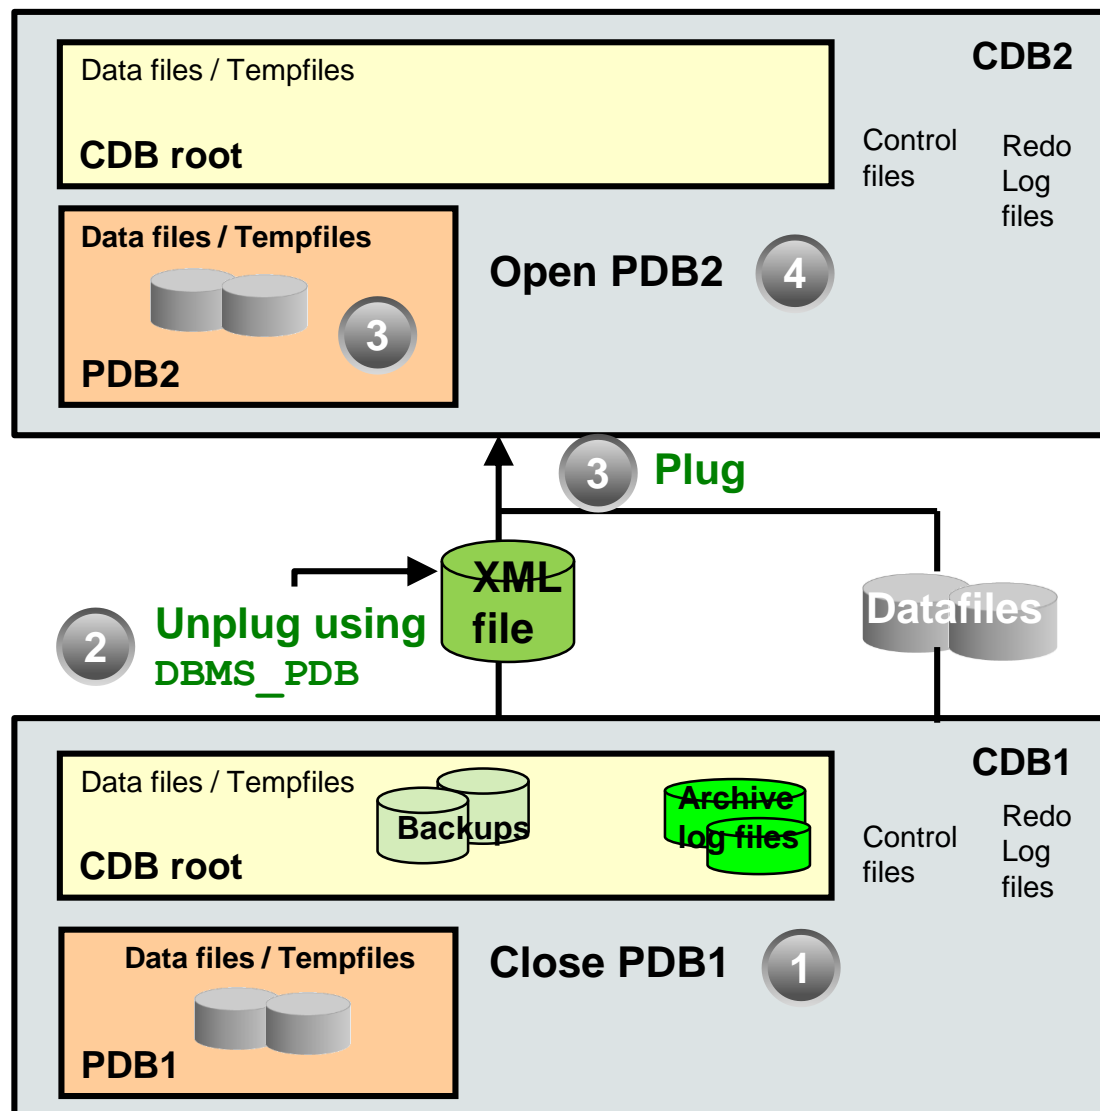 CDB2
Data files / Tempfiles
CDB root
Control
files
Redo
Log
files
Data files / Tempfiles
3
PDB2
Open PDB2
4
3
Plug
XML
file
2
Unplug using
DBMS_PDB
Datafiles
CDB1
Data files / Tempfiles
Backups
Archive
log files
CDB root
Control
files
Redo
Log
files
Data files / Tempfiles
PDB1
Close PDB1
1